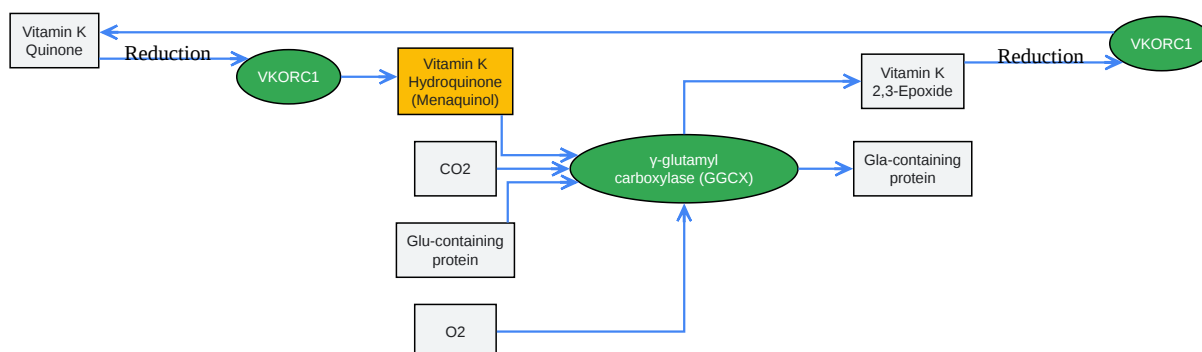 Vitamin K
Quinone
Reduction
VKORC1
Vitamin K
Hydroquinone
(Menaquinol)
CO2
Glu-containing
protein
O2
γ-glutamyl
carboxylase (GGCX)
Vitamin K
2,3-Epoxide
Gla-containing
protein
Reduction
VKORC1